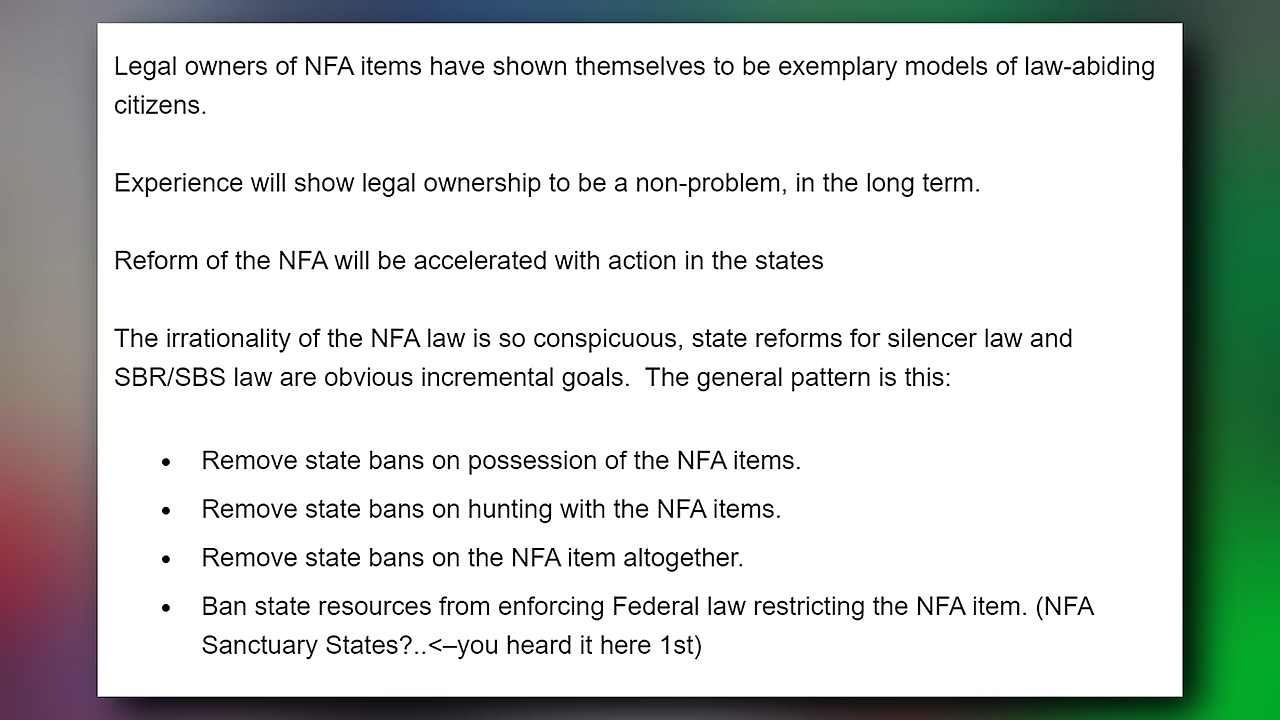 Legal owners of NFA items have shown themselves to be exemplary models of law-abiding
citizens.
Experience will show legal ownership to be a non-problem, in the long term.
Reform of the NFA will be accelerated with action in the states
The irrationality of the NFA law is so conspicuous, state reforms for silencer law and
SBR/SBS law are obvious incremental goals.  The general pattern is this:
• Remove state bans on possession of the NFA items.
• Remove state bans on hunting with the NFA items.
• Remove state bans on the NFA item altogether.
• Ban state resources from enforcing Federal law restricting the NFA item. (NFA
Sanctuary States?..<–you heard it here 1st)